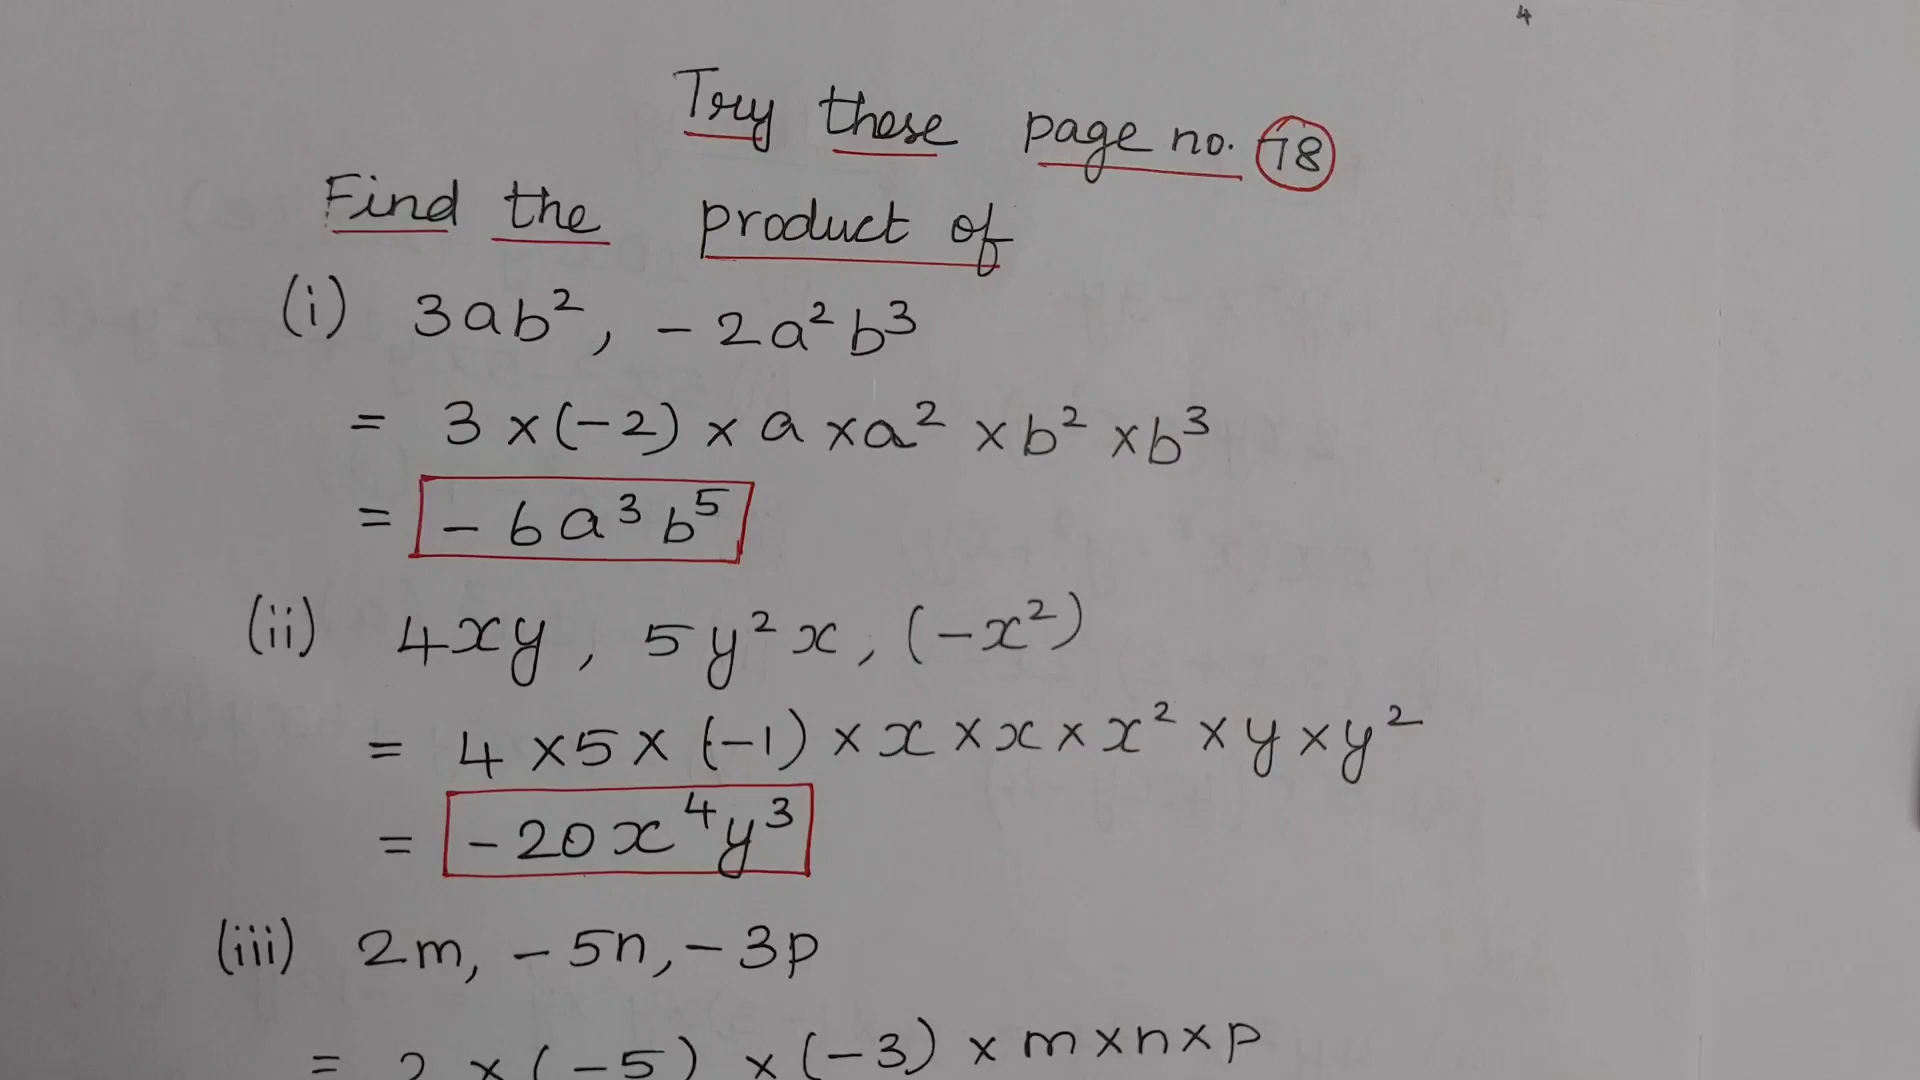 4
Try these page no. 78
Find the product of
(i) 3ab², -2a²b³
= 3 × (-2) × a × a² × b² × b³
= -6a³b⁵
(ii) 4xy, 5y²x, (-x²)
= 4 × 5 × (-1) × x × x × x² × y × y²
= -20x⁴y³
(iii) 2m, -5n, -3p
= 2 × (-5) × (-3) × m × n × p